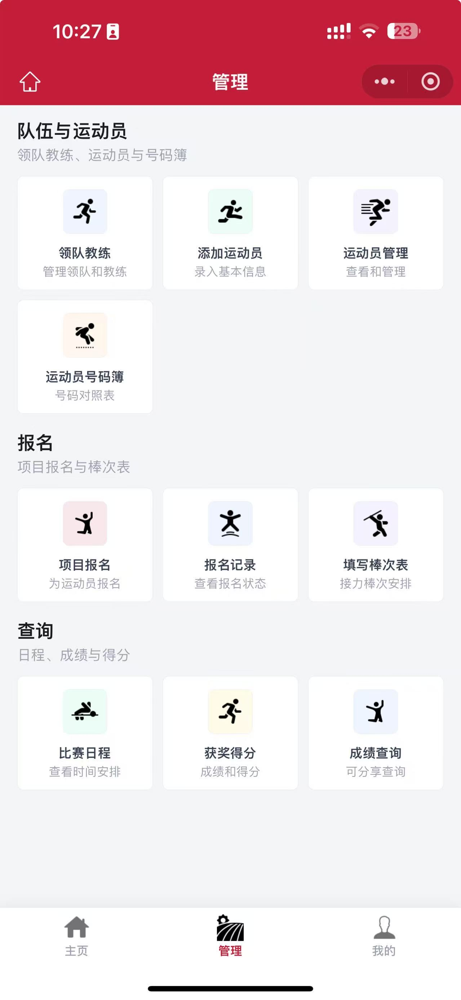 10:27
23
管理
队伍与运动员
领队教练、运动员与号码簿
领队教练
管理领队和教练
添加运动员
录入基本信息
运动员管理
查看和管理
运动员号码簿
号码对照表
报名
项目报名与棒次表
项目报名
为运动员报名
报名记录
查看报名状态
填写棒次表
接力棒次安排
查询
日程、成绩与得分
比赛日程
查看时间安排
获奖得分
成绩和得分
成绩查询
可分享查询
主页
管理
我的